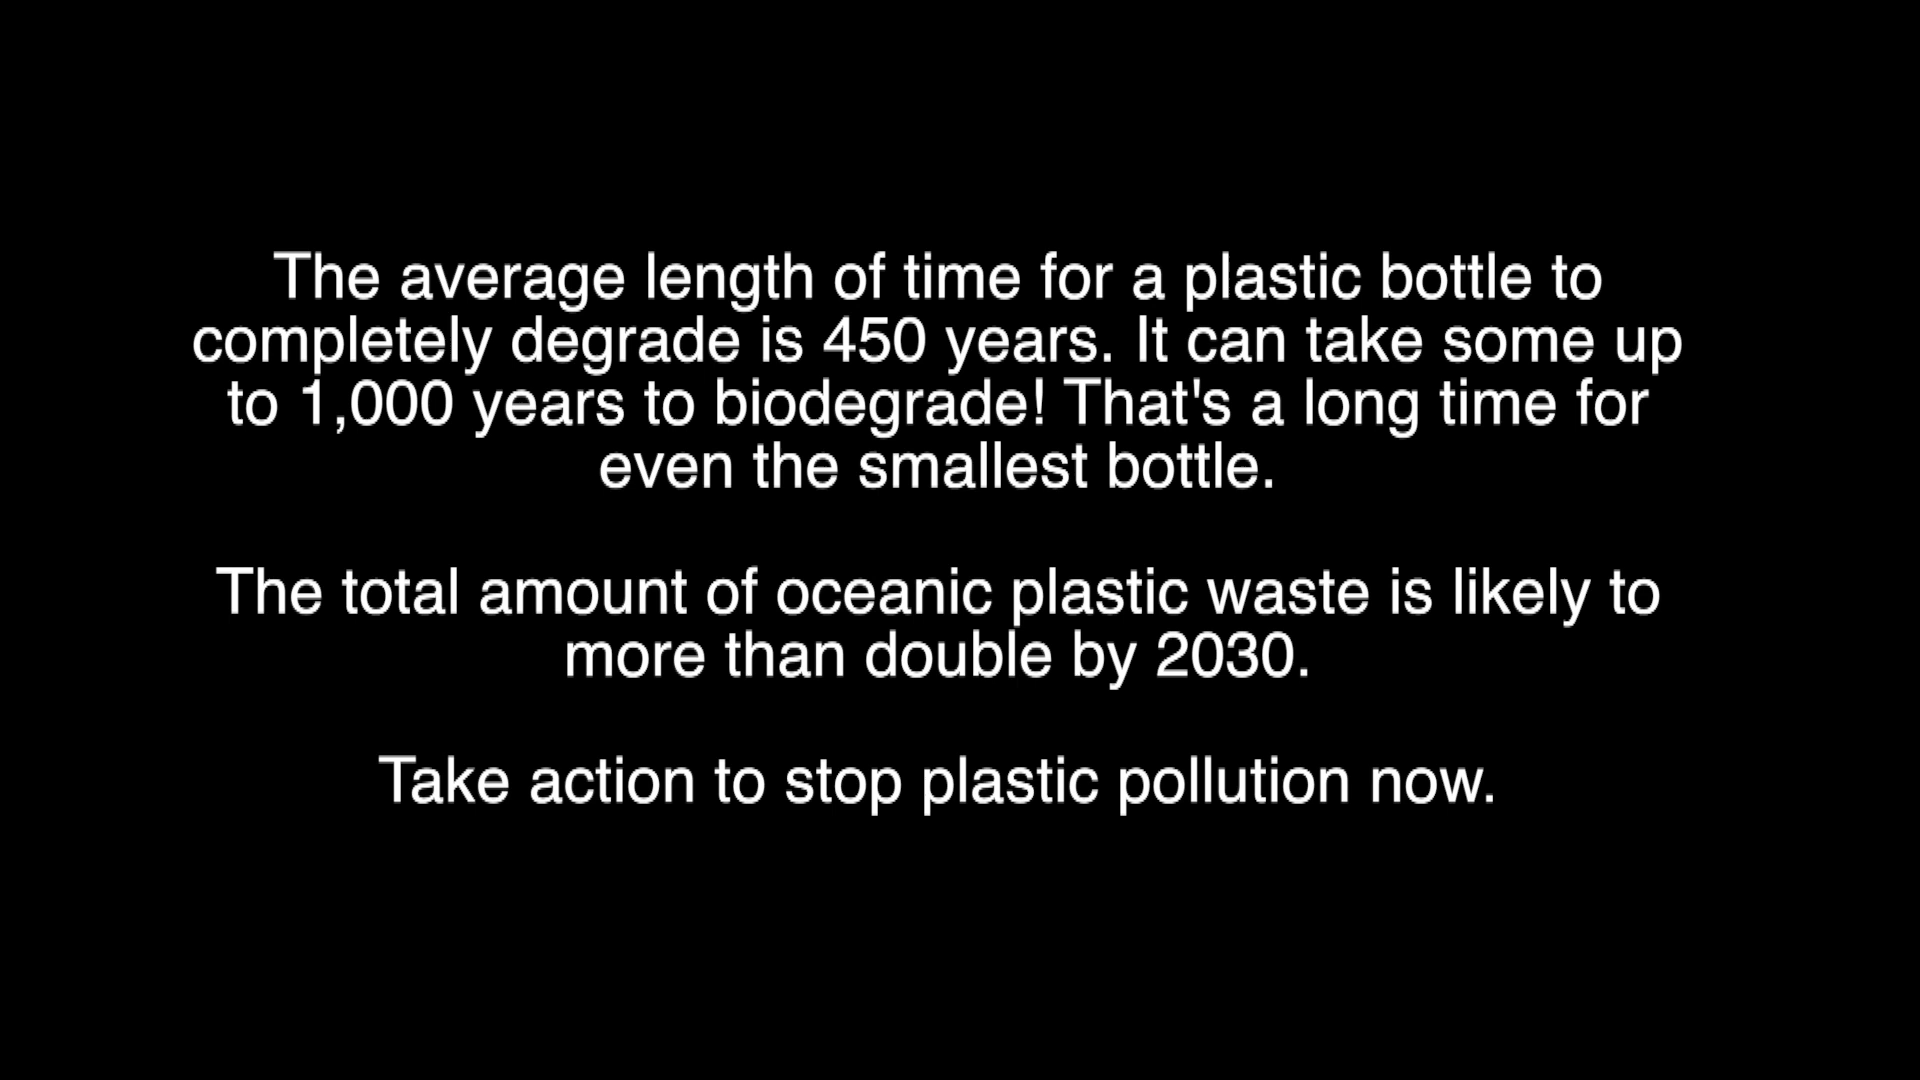 The average length of time for a plastic bottle to
completely degrade is 450 years. It can take some up
to 1,000 years to biodegrade! That's a long time for
even the smallest bottle.
The total amount of oceanic plastic waste is likely to
more than double by 2030.
Take action to stop plastic pollution now.